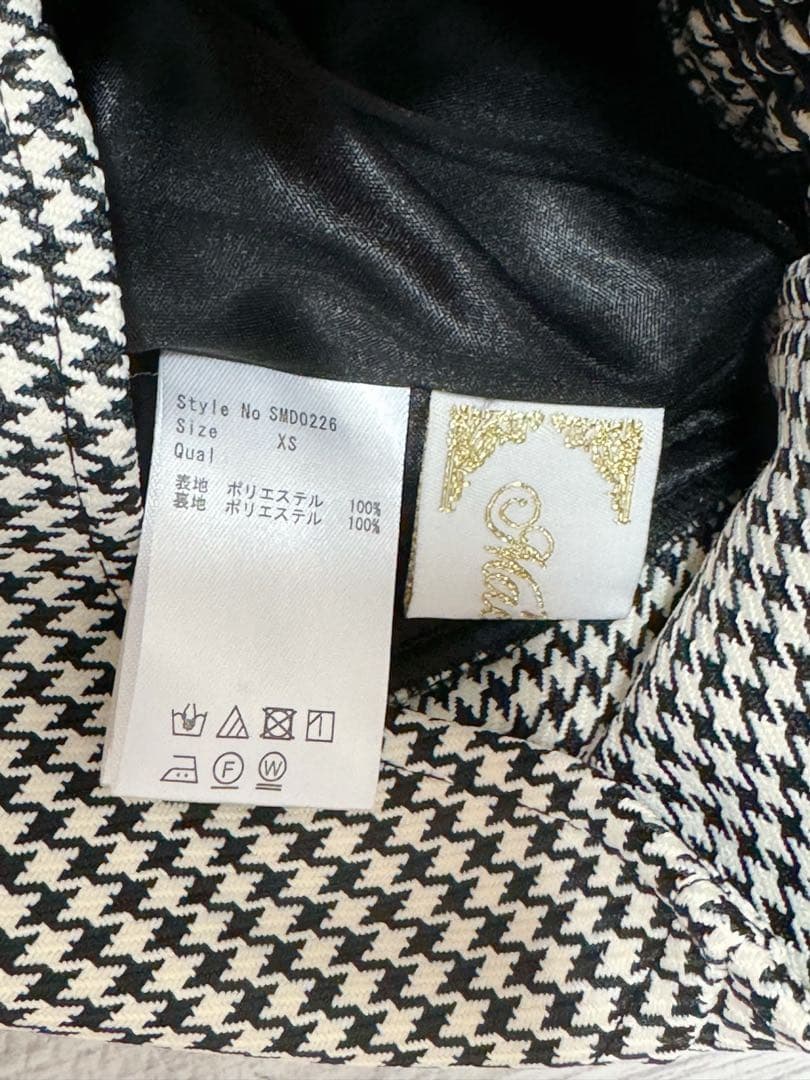 Style No SMD0226
Size XS
Qual
表地 ポリエステル 100%
裏地 ポリエステル 100%
F W